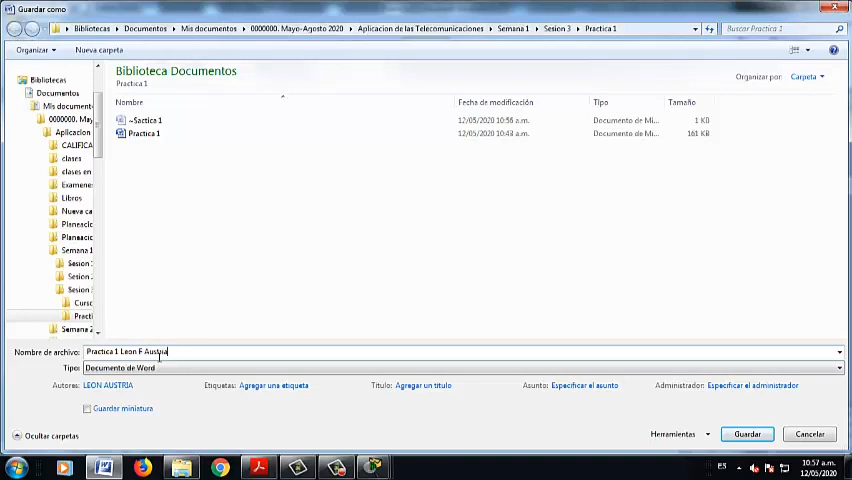 Guardar como
Bibliotecas ▸ Documentos ▸ Mis documentos ▸ 0000000. Mayo-Agosto 2020 ▸ Aplicacion de las Telecomunicaciones ▸ Semana 1 ▸ Sesion 3 ▸ Practica 1
Buscar Practica 1
Organizar
Nueva carpeta
Bibliotecas
Documentos
Mis document
0000000. May
Aplicacion
CALIFICA
clases
clases en
Examenes
Libros
Nueva ca
Planeacio
Planeacio
Semana 1
Sesion
Sesion
Sesion
Curso
Practi
Semana 2
Biblioteca Documentos
Practica 1
Organizar por: Carpeta
Nombre Fecha de modificación Tipo Tamaño
~$actica 1 12/05/2020 10:56 a.m. Documento de Mi... 1 KB
Practica 1 12/05/2020 10:43 a.m. Documento de Mi... 161 KB
Nombre de archivo: Practica 1 Leon F Austria
Tipo: Documento de Word
Autores: LEON AUSTRIA Etiquetas: Agregar una etiqueta Título: Agregar un título Asunto: Especificar el asunto Administrador: Especificar el administrador
Guardar miniatura
Ocultar carpetas
Herramientas
Guardar
Cancelar
ES
10:57 a.m.
12/05/2020